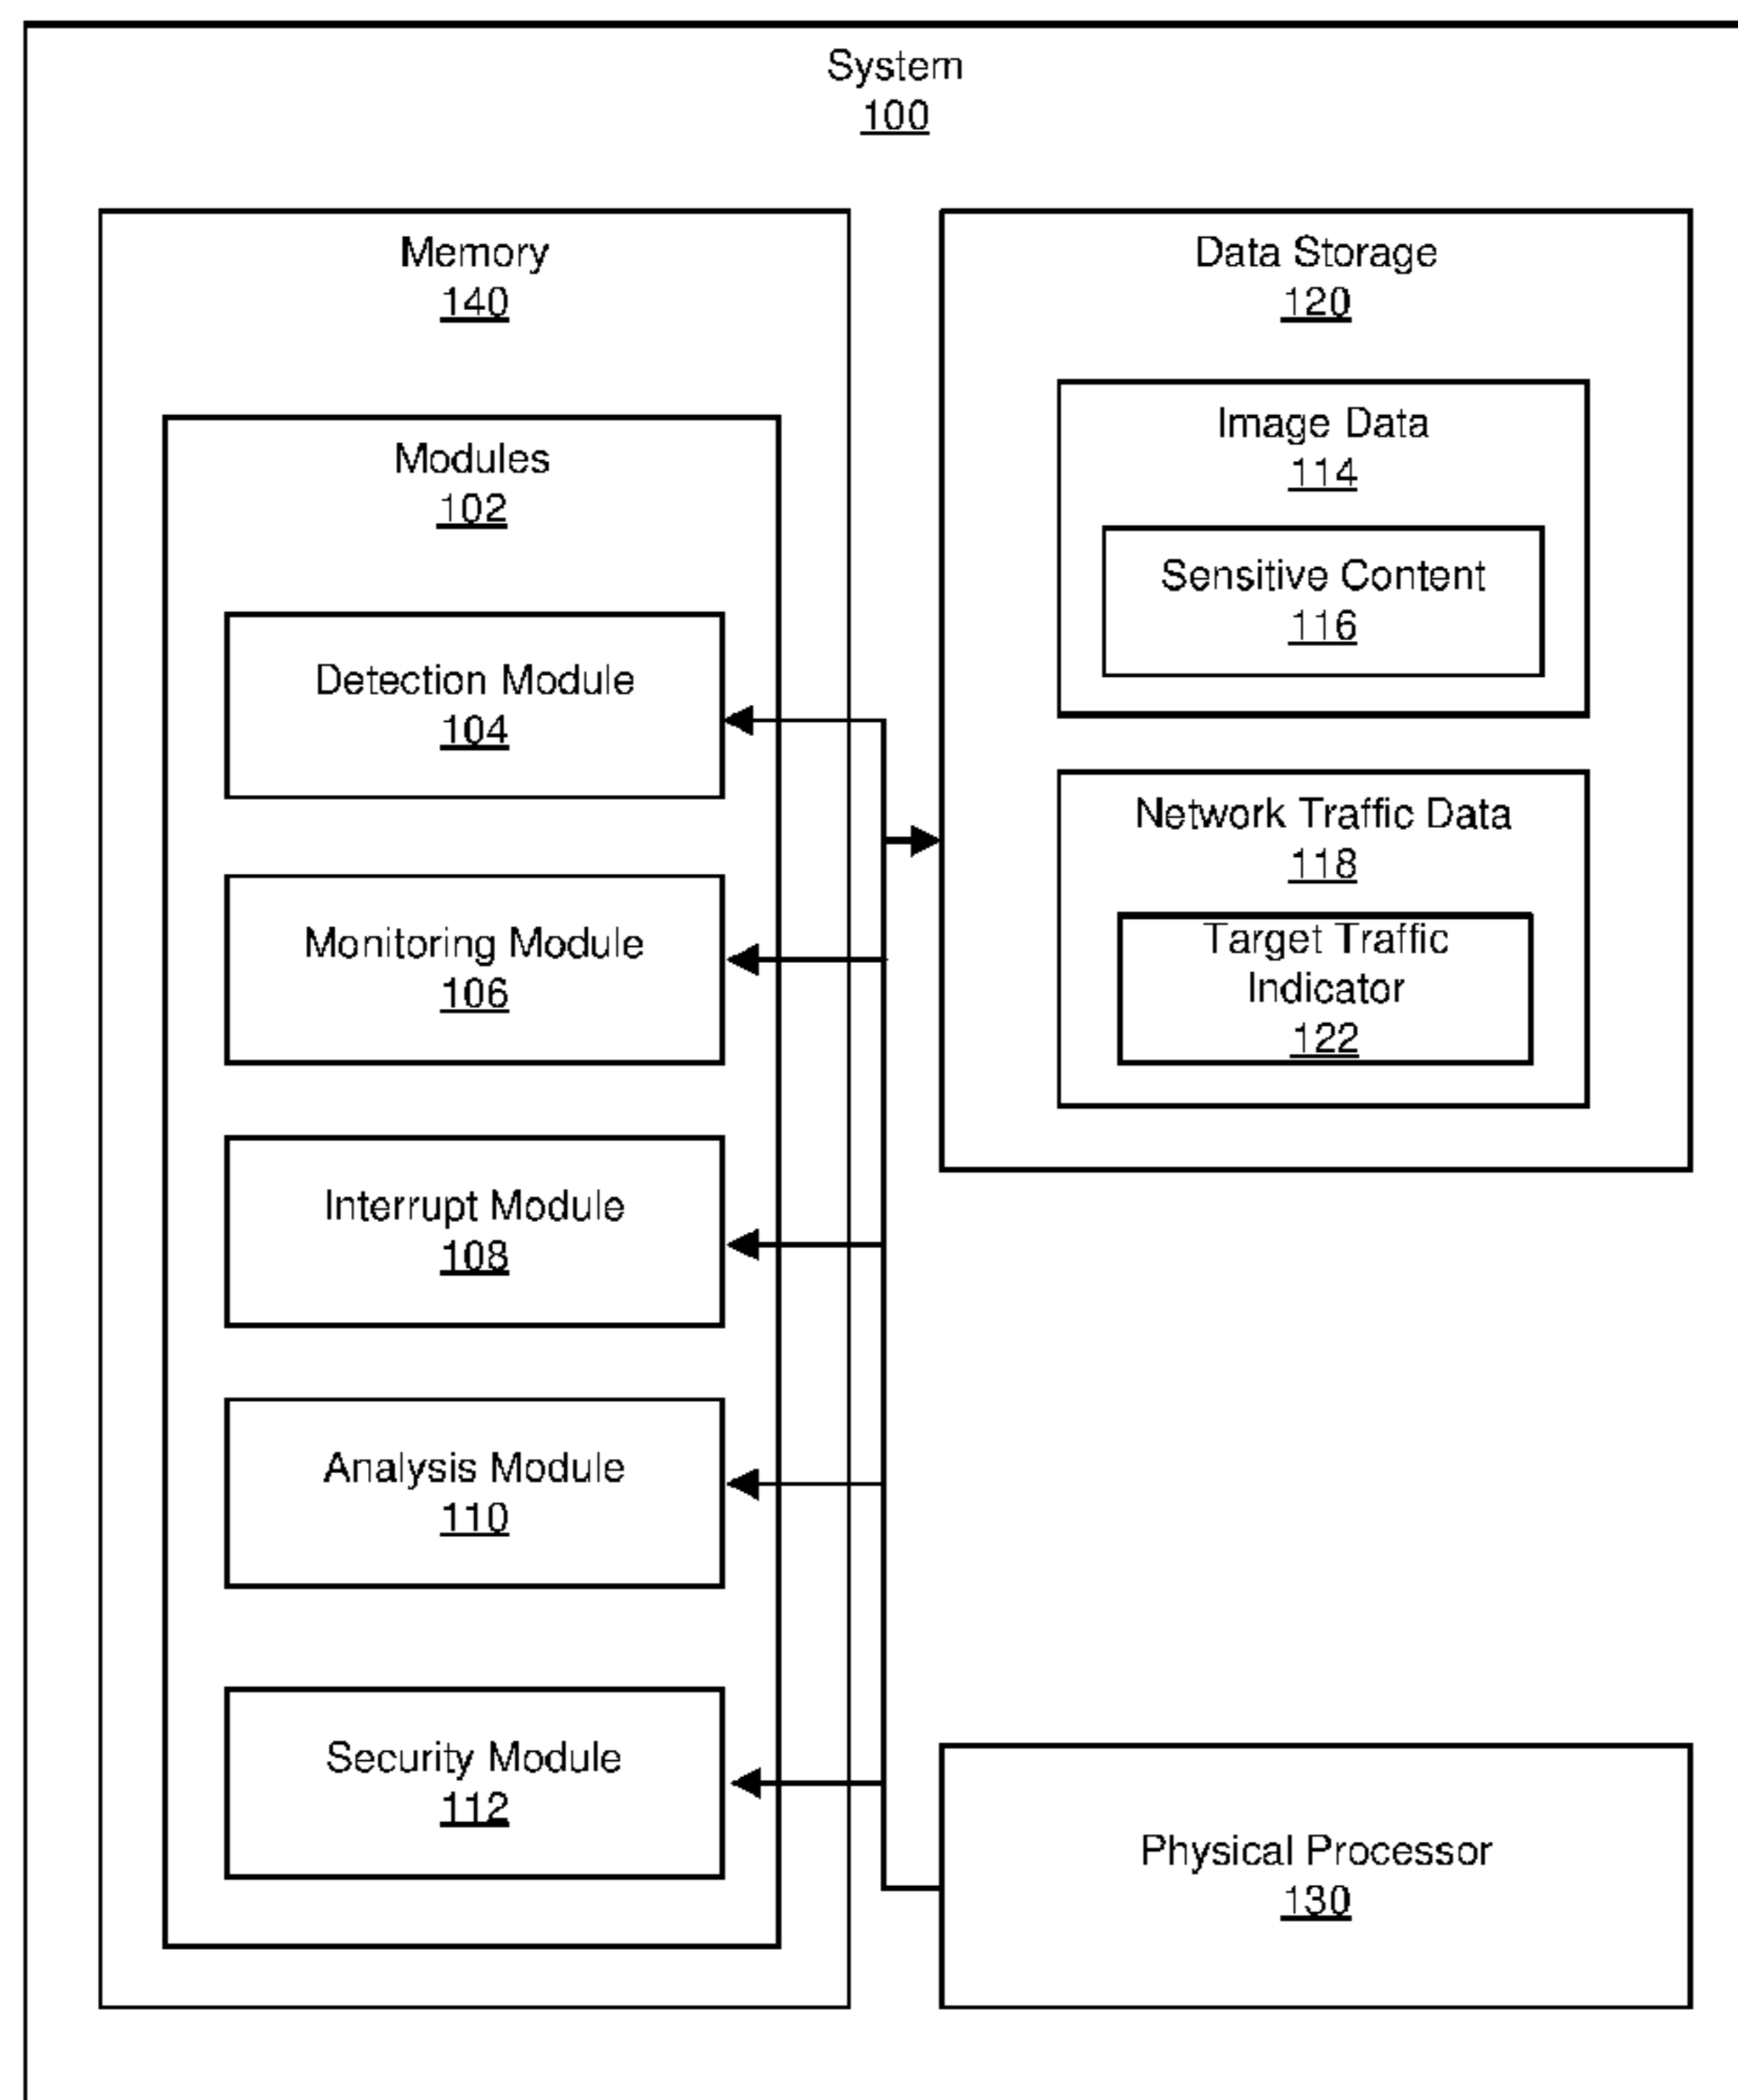 System
100
Memory
140
Modules
102
Detection Module
104
Monitoring Module
106
Interrupt Module
108
Analysis Module
110
Security Module
112
Data Storage
120
Image Data
114
Sensitive Content
116
Network Traffic Data
118
Target Traffic
Indicator
122
Physical Processor
130